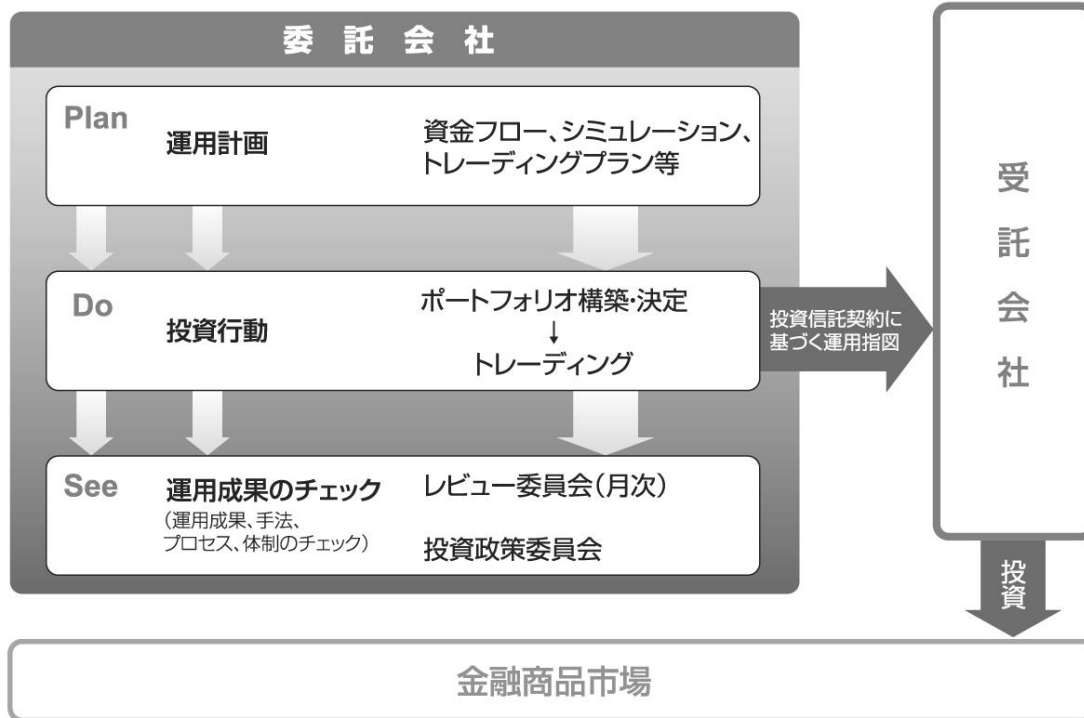 委託会社
Plan
運用計画
資金フロー、シミュレーション、
トレーディングプラン等
Do
投資行動
ポートフォリオ構築・決定
↓
トレーディング
投資信託契約に
基づく運用指図
See
運用成果のチェック
(運用成果、手法、
プロセス、体制のチェック)
レビュー委員会(月次)
投資政策委員会
受託会社
投資
金融商品市場